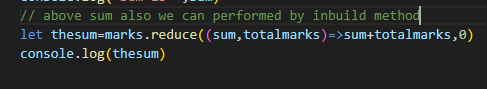 // above sum also we can performed by inbuild method
let thesum=marks.reduce((sum,totalmarks)=>sum+totalmarks,0)
console.log(thesum)